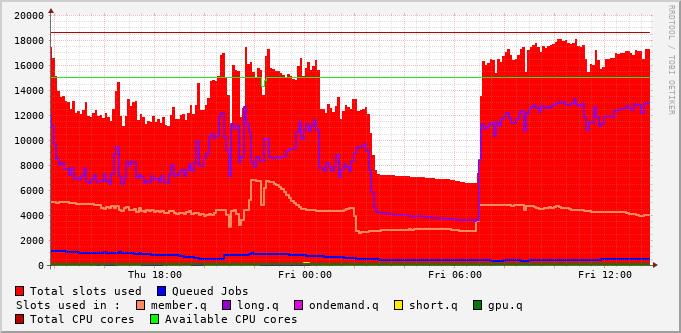 20000
18000
16000
14000
12000
10000
8000
6000
4000
2000
0
Thu 18:00 Fri 00:00 Fri 06:00 Fri 12:00
RRDTOOL / TOBI OETIKER
Total slots used Queued Jobs
Slots used in : member.q long.q ondemand.q short.q gpu.q
Total CPU cores Available CPU cores